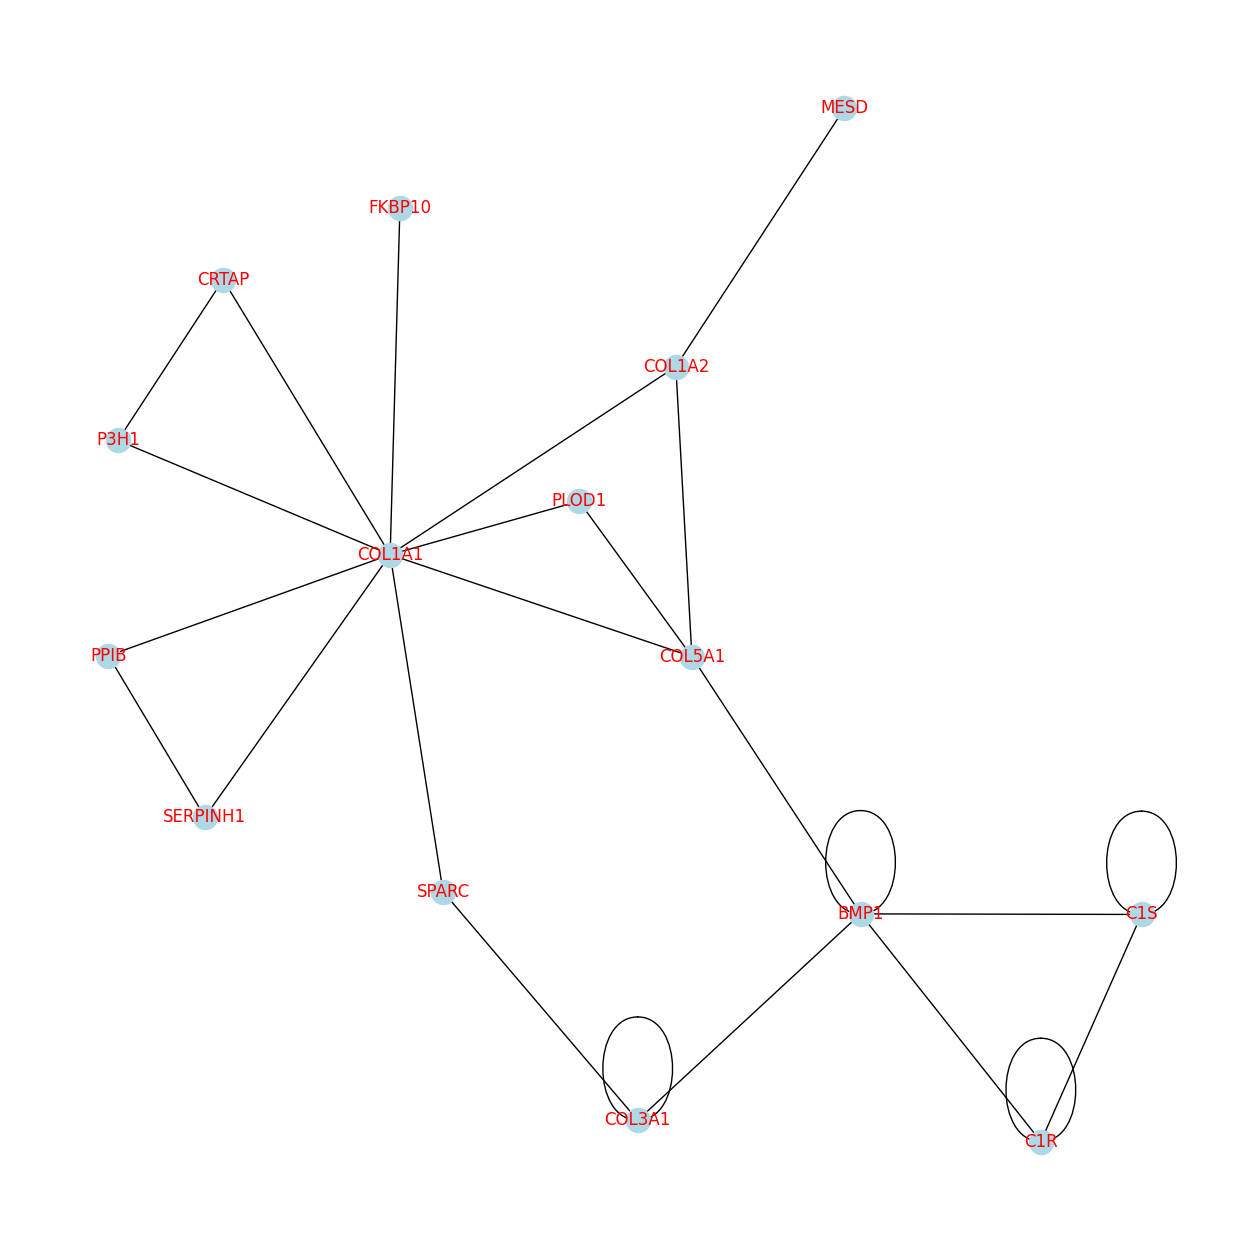 MESD
FKBP10
CRTAP
COL1A2
P3H1
PLOD1
COL1A1
PPIB
COL5A1
SERPINH1
SPARC
BMP1
C1S
COL3A1
C1R